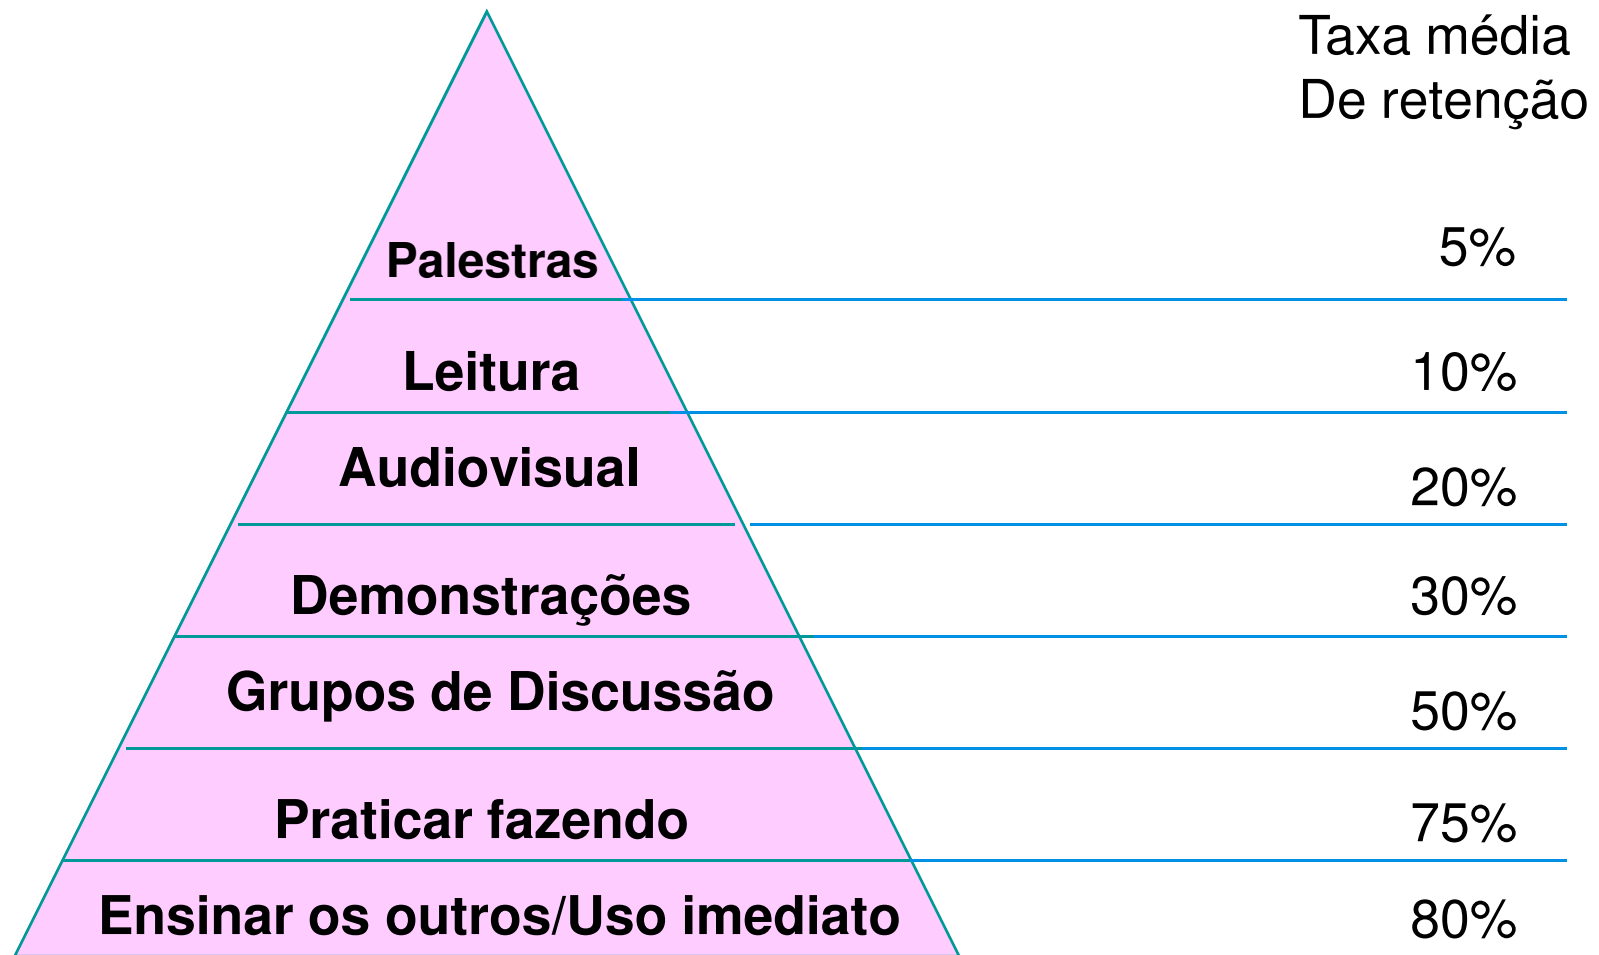 Taxa média
De retenção
Palestras 5%
Leitura 10%
Audiovisual 20%
Demonstrações 30%
Grupos de Discussão 50%
Praticar fazendo 75%
Ensinar os outros/Uso imediato 80%